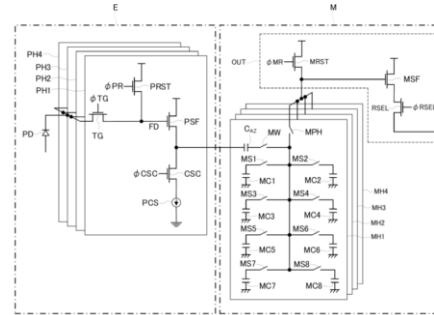 E
M
PH4
PH3
PH2
PH1
φPR
PRST
φTG
PD
TG
FD
PSF
φCSC
CSC
PCS
OUT
φMR
MRST
MSF
RSEL
φRSEL
CAZ
MW
MPH
MS1
MS2
MC1
MC2
MS3
MS4
MC3
MC4
MS5
MS6
MC5
MC6
MS7
MS8
MC7
MC8
MH4
MH3
MH2
MH1